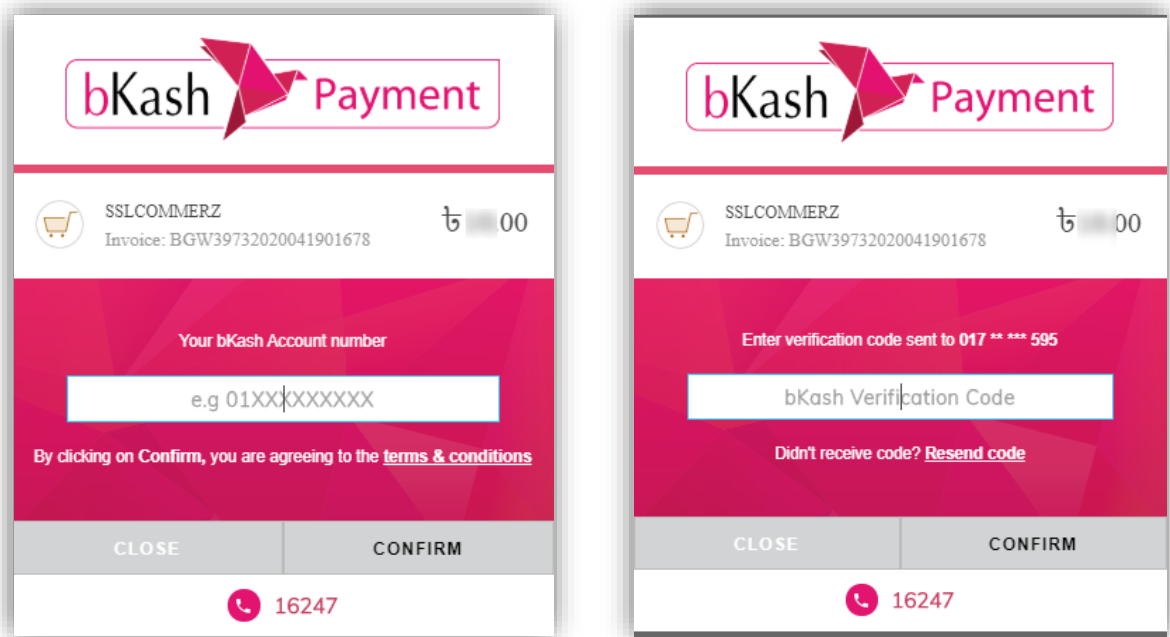 bKash Payment
SSLCOMMERZ
Invoice: BGW39732020041901678
৳ .00
Your bKash Account number
e.g 01XXXXXXXXX
By clicking on Confirm, you are agreeing to the terms & conditions
CLOSE CONFIRM
16247
bKash Payment
SSLCOMMERZ
Invoice: BGW39732020041901678
৳ 00
Enter verification code sent to 017 ** *** 595
bKash Verification Code
Didn't receive code? Resend code
CLOSE CONFIRM
16247